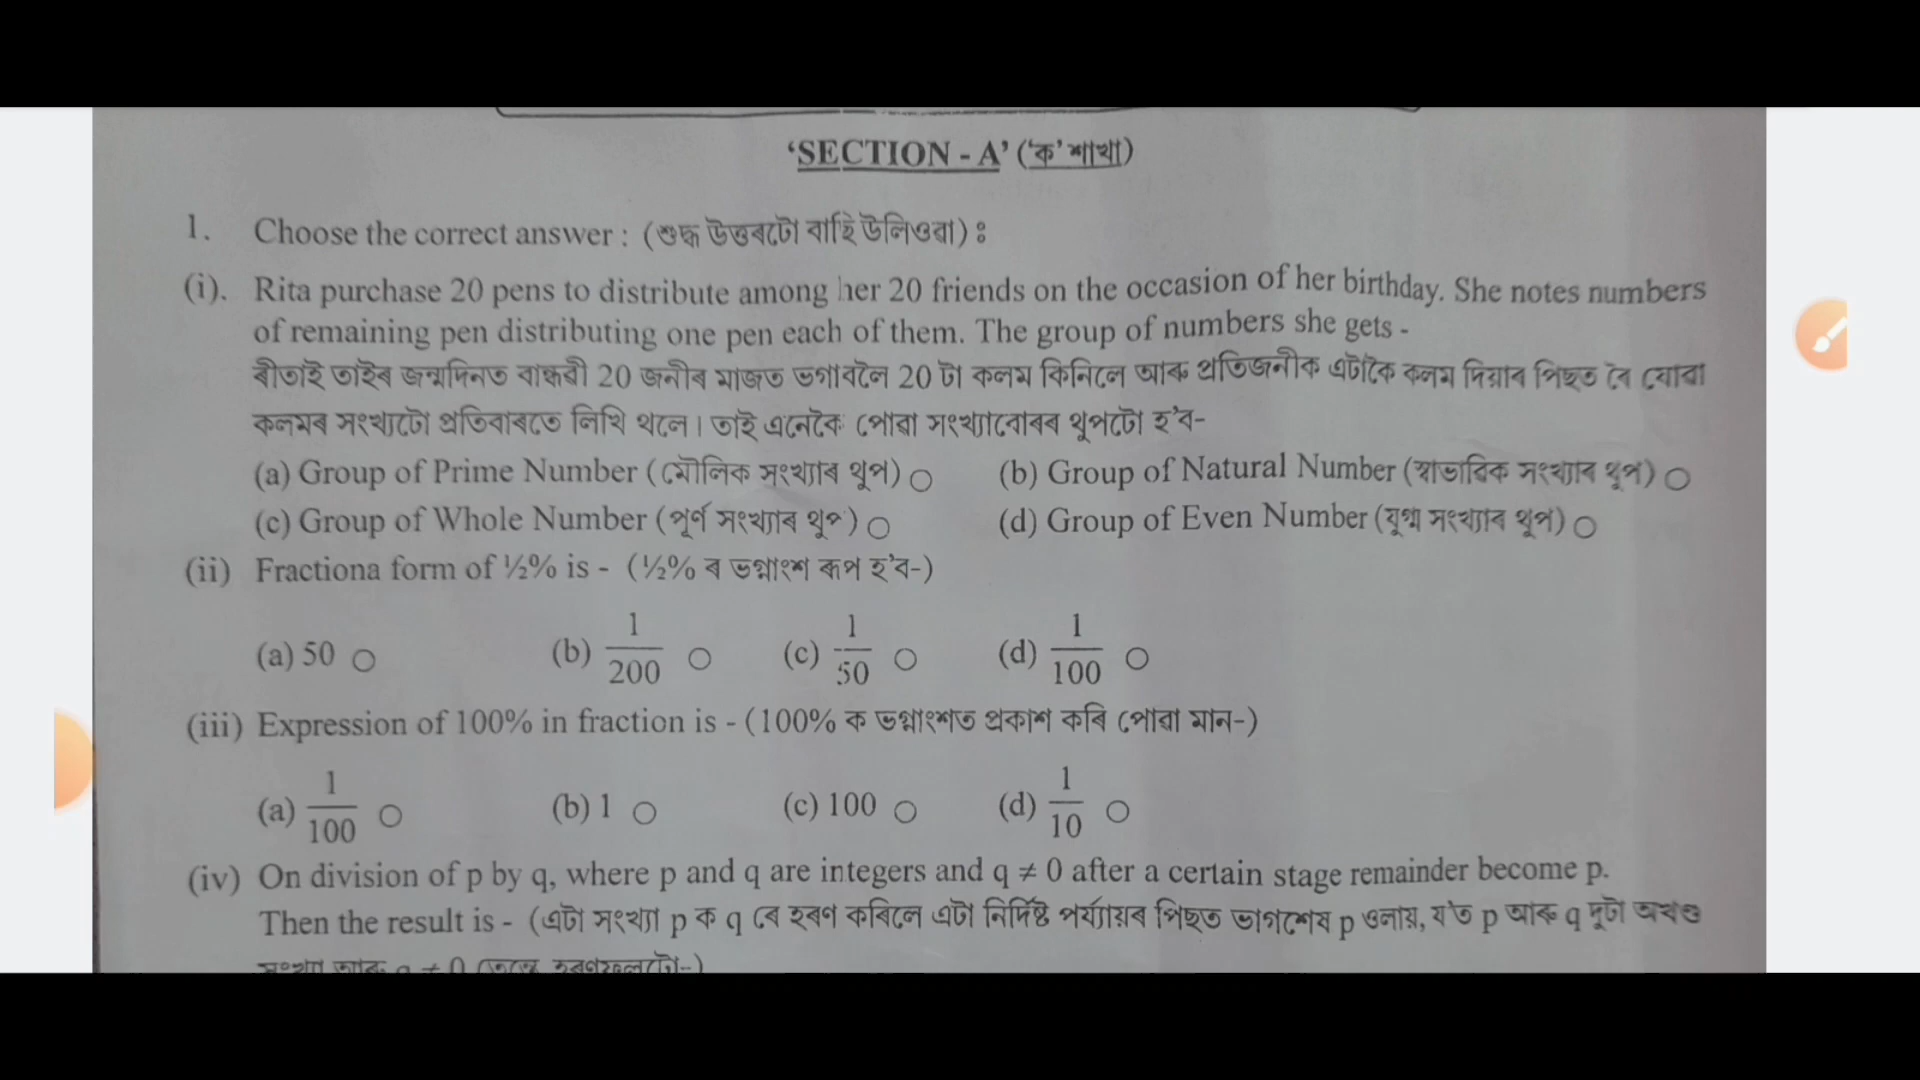 ‘SECTION - A’ (‘ক’ শাখা)
1. Choose the correct answer : (শুদ্ধ উত্তৰটো বাছি উলিওৱা) ঃ
(i). Rita purchase 20 pens to distribute among her 20 friends on the occasion of her birthday. She notes numbers
of remaining pen distributing one pen each of them. The group of numbers she gets -
ৰীতাই তাইৰ জন্মদিনত বান্ধৱী 20 জনীৰ মাজত ভগাবলৈ 20 টা কলম কিনিলে আৰু প্ৰতিজনীক এটাকৈ কলম দিয়াৰ পিছত ৰৈ যোৱা
কলমৰ সংখ্যাটো প্ৰতিবাৰতে লিখি থলে। তাই এনেকৈ পোৱা সংখ্যাবোৰৰ থূপটো হ’ব-
(a) Group of Prime Number (মৌলিক সংখ্যাৰ থূপ) (b) Group of Natural Number (স্বাভাৱিক সংখ্যাৰ থূপ)
(c) Group of Whole Number (পূৰ্ণ সংখ্যাৰ থূপ) (d) Group of Even Number (যুগ্ম সংখ্যাৰ থূপ)
(ii) Fractiona form of ½% is - (½% ৰ ভগ্নাংশ ৰূপ হ’ব-)
(a) 50 (b) 1/200 (c) 1/50 (d) 1/100
(iii) Expression of 100% in fraction is - (100% ক ভগ্নাংশত প্ৰকাশ কৰি পোৱা মান-)
(a) 1/100 (b) 1 (c) 100 (d) 1/10
(iv) On division of p by q, where p and q are integers and q ≠ 0 after a certain stage remainder become p.
Then the result is - (এটা সংখ্যা p ক q ৰে হৰণ কৰিলে এটা নিৰ্দিষ্ট পৰ্য্যায়ৰ পিছত ভাগশেষ p ওলায়, য’ত p আৰু q দুটা অখণ্ড
সংখ্যা আৰু q ≠ 0 তেন্তে হৰণফলটো-)